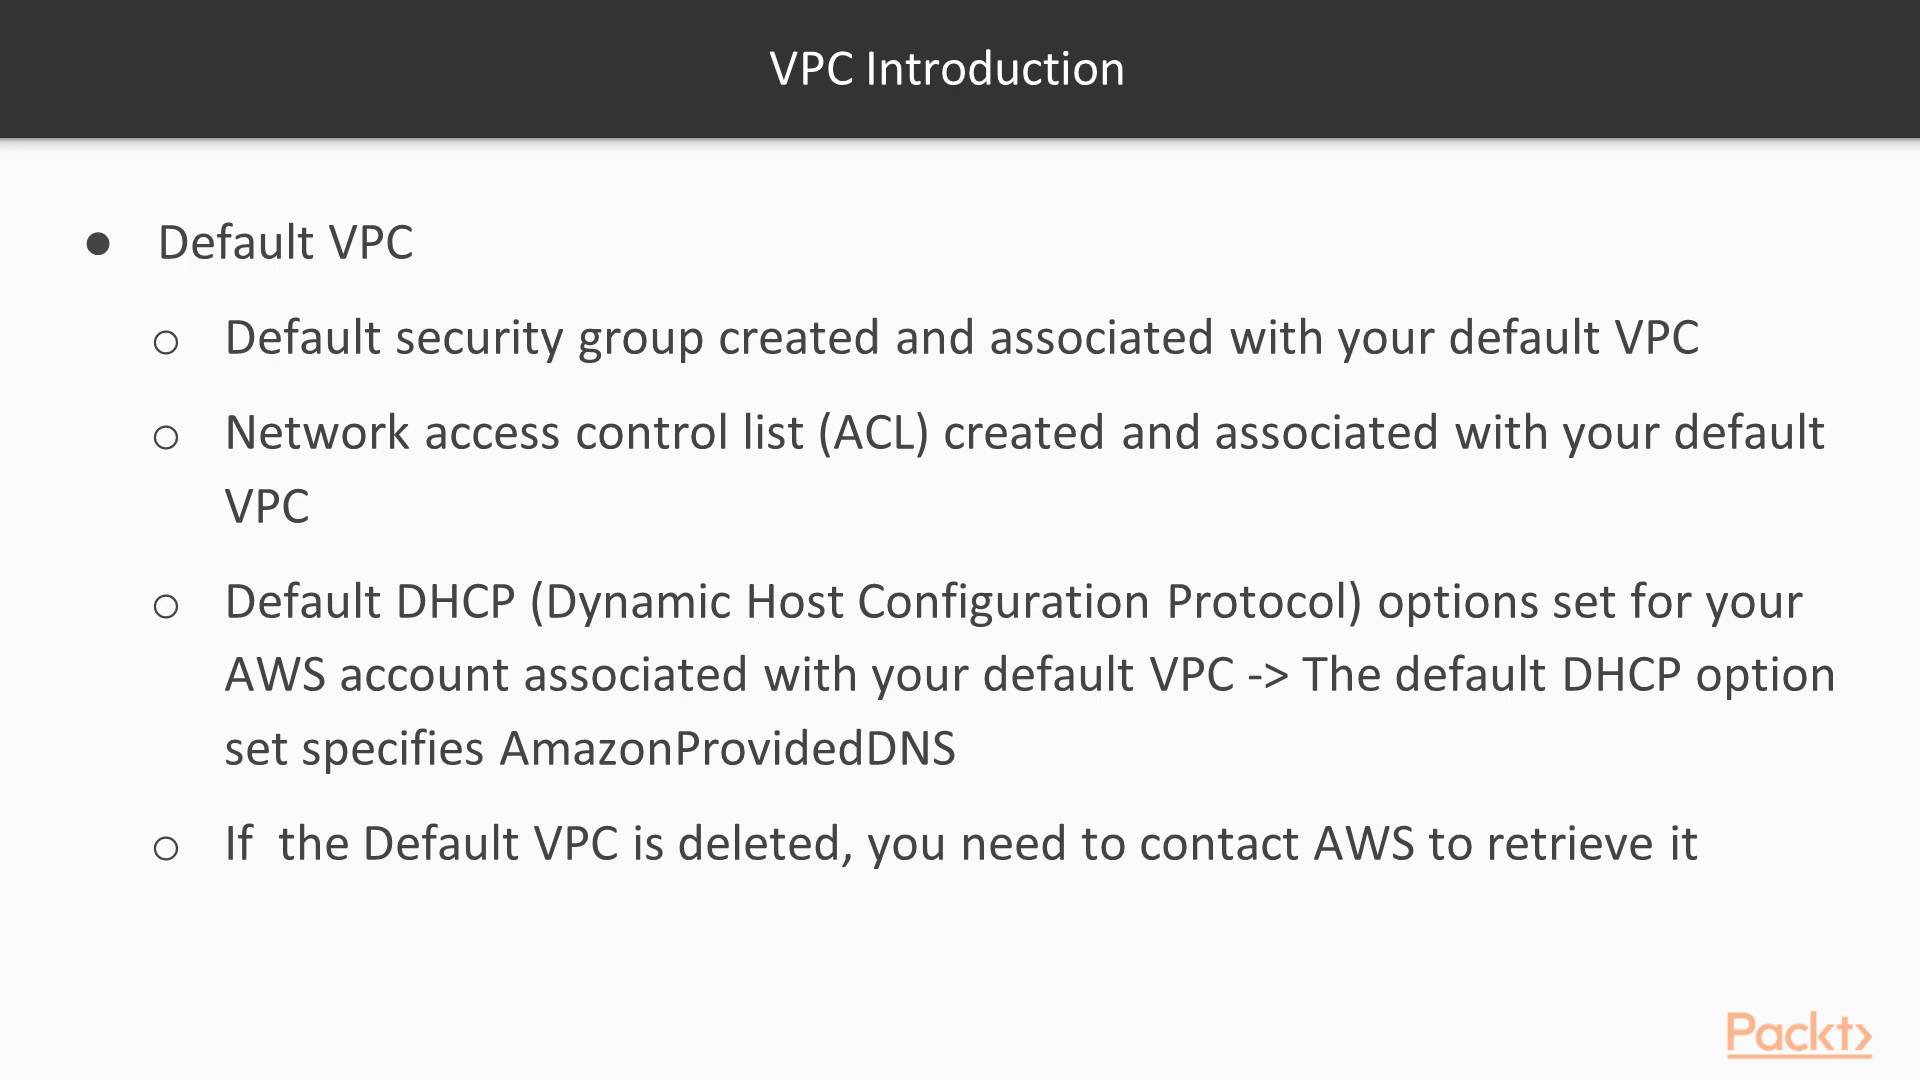 VPC Introduction
● Default VPC
○ Default security group created and associated with your default VPC
○ Network access control list (ACL) created and associated with your default
VPC
○ Default DHCP (Dynamic Host Configuration Protocol) options set for your
AWS account associated with your default VPC -> The default DHCP option
set specifies AmazonProvidedDNS
○ If  the Default VPC is deleted, you need to contact AWS to retrieve it
Packt>